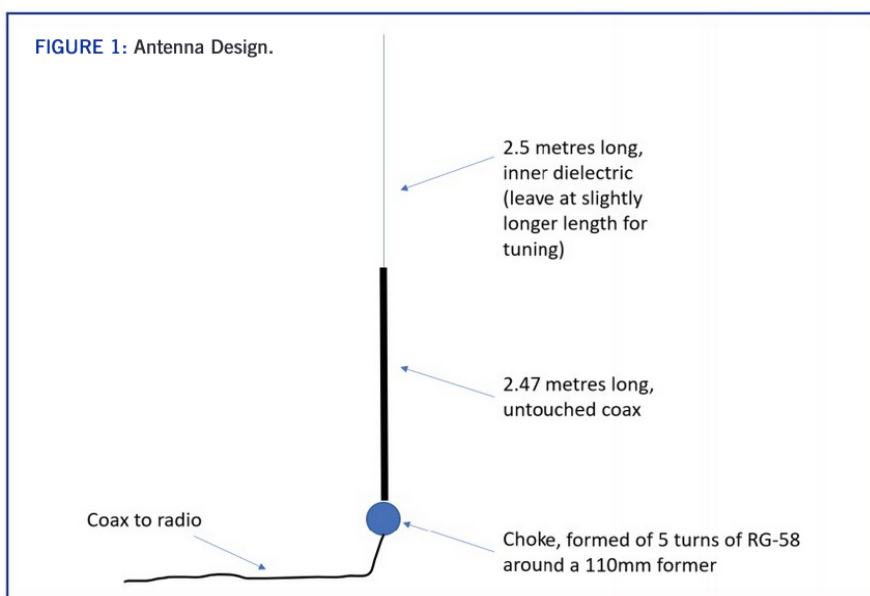 FIGURE 1: Antenna Design.
2.5 metres long,
inner dielectric
(leave at slightly
longer length for
tuning)
2.47 metres long,
untouched coax
Coax to radio
Choke, formed of 5 turns of RG-58
around a 110mm former